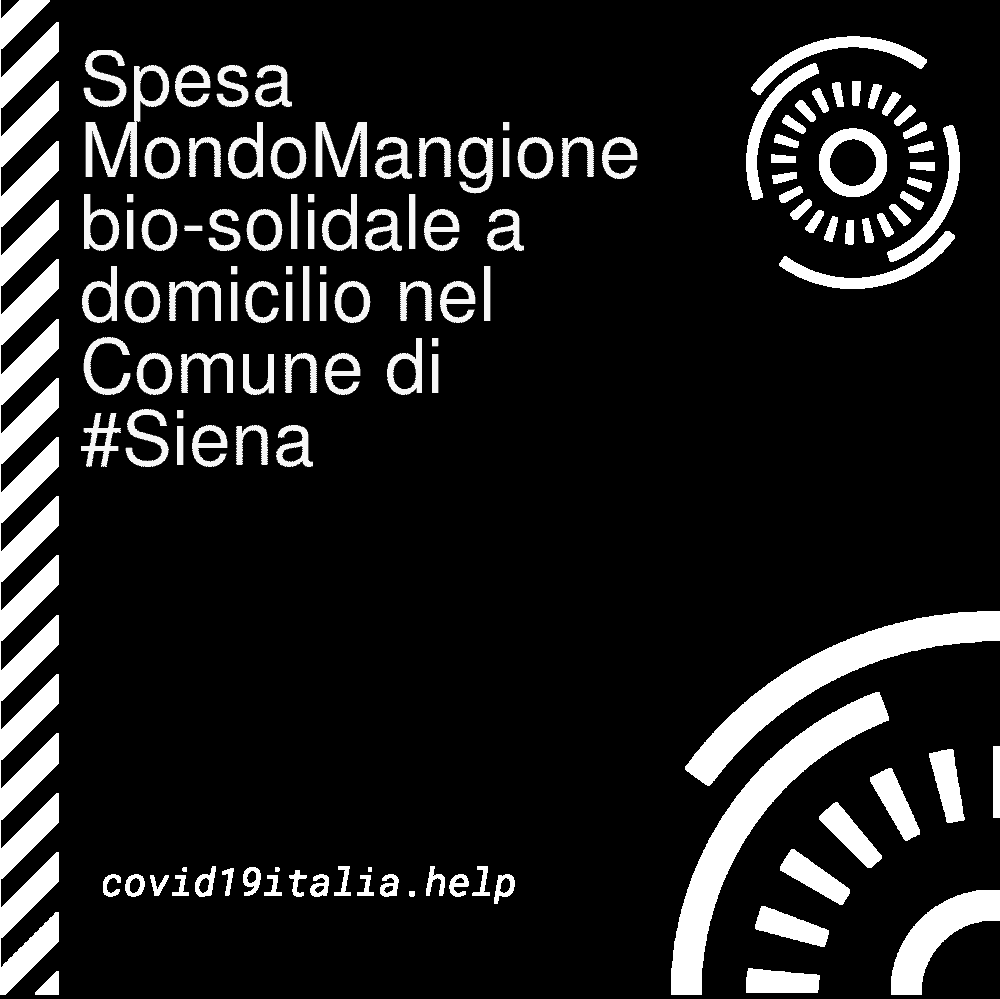 Spesa
MondoMangione
bio-solidale a
domicilio nel
Comune di
#Siena
covid19italia.help